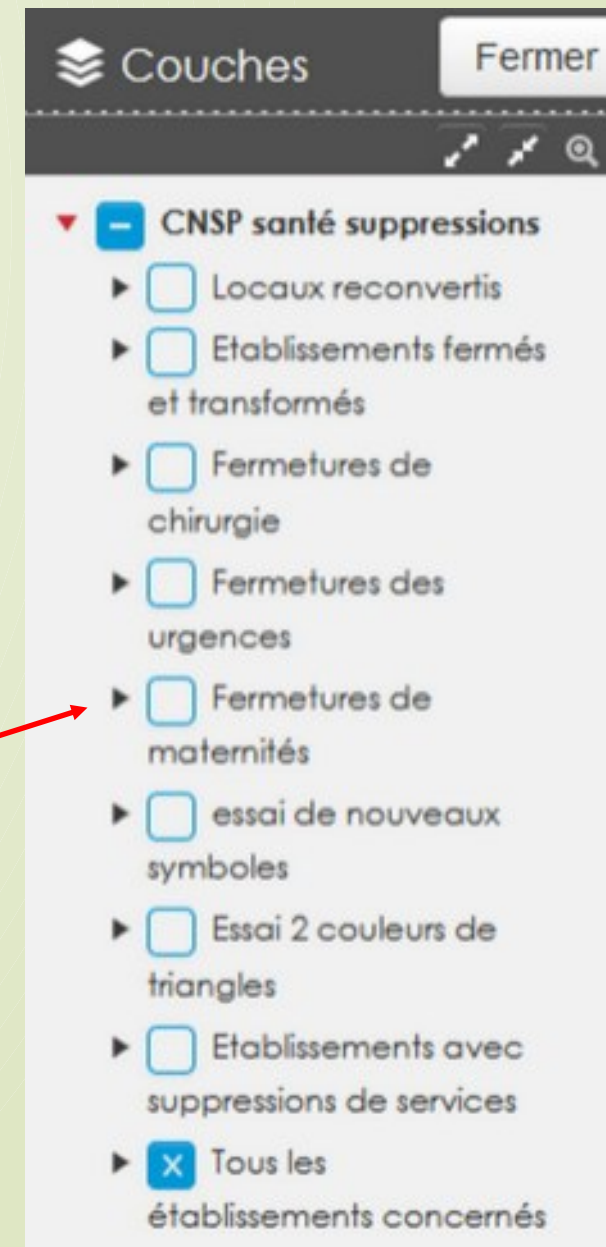 Couches
Fermer
CNSP santé suppressions
Locaux reconvertis
Etablissements fermés
et transformés
Fermetures de
chirurgie
Fermetures des
urgences
Fermetures de
maternités
essai de nouveaux
symboles
Essai 2 couleurs de
triangles
Etablissements avec
suppressions de services
Tous les
établissements concernés